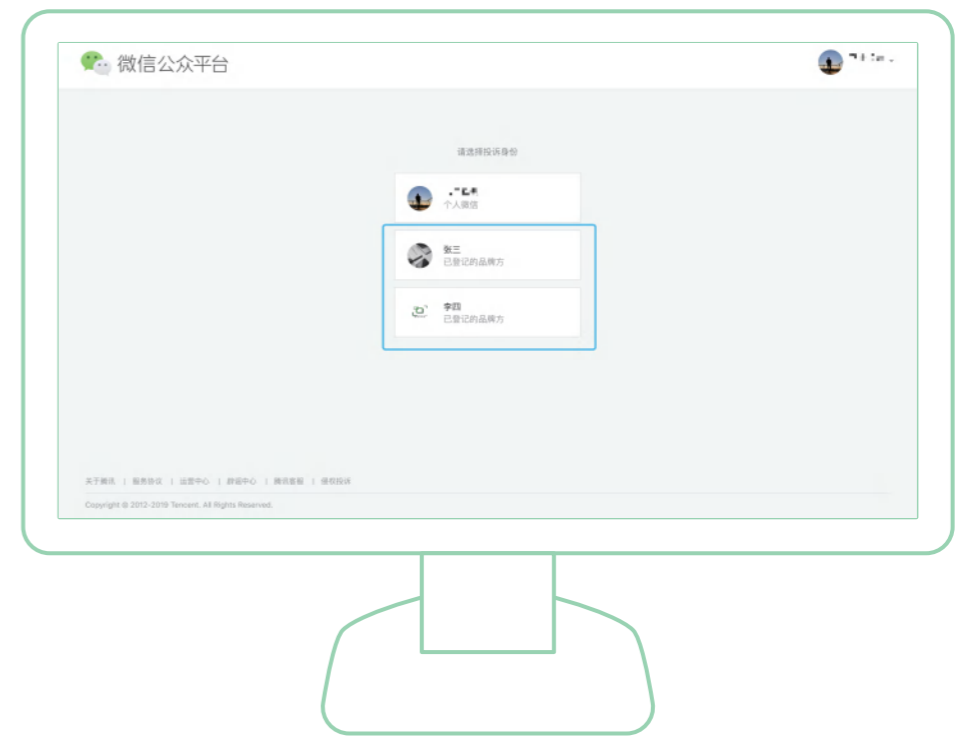 微信公众平台
请选择投诉身份
个人微信
张三
已登记的品牌方
李四
已登记的品牌方
关于腾讯 | 服务协议 | 运营中心 | 辟谣中心 | 腾讯客服 | 侵权投诉
Copyright © 2012-2019 Tencent. All Rights Reserved.